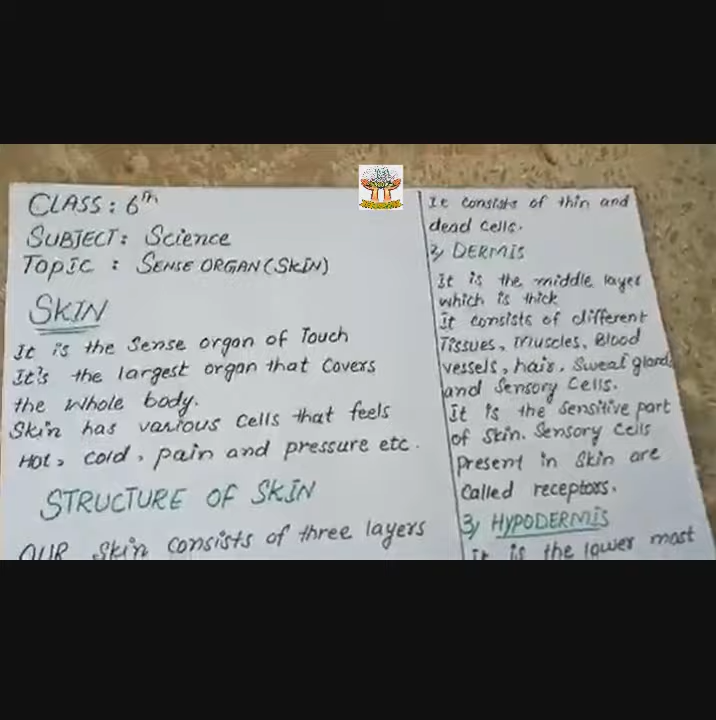 CLASS: 6th
SUBJECT: Science
TOPIC : SENSE ORGAN (SKIN)
SKIN
It is the Sense organ of Touch
It's the largest organ that Covers
the whole body.
Skin has various cells that feels
Hot, cold, pain and pressure etc.
STRUCTURE OF SKIN
OUR Skin consists of three layers
It consists of thin and
dead cells.
2) DERMIS
It is the middle layer
which is thick
It consists of different
Tissues, Muscles, Blood
vessels, hair, Sweat glands
and Sensory Cells.
It is the Sensitive part
of Skin. Sensory Cells
Present in Skin are
Called receptors.
3) HYPODERMIS
It is the lower most